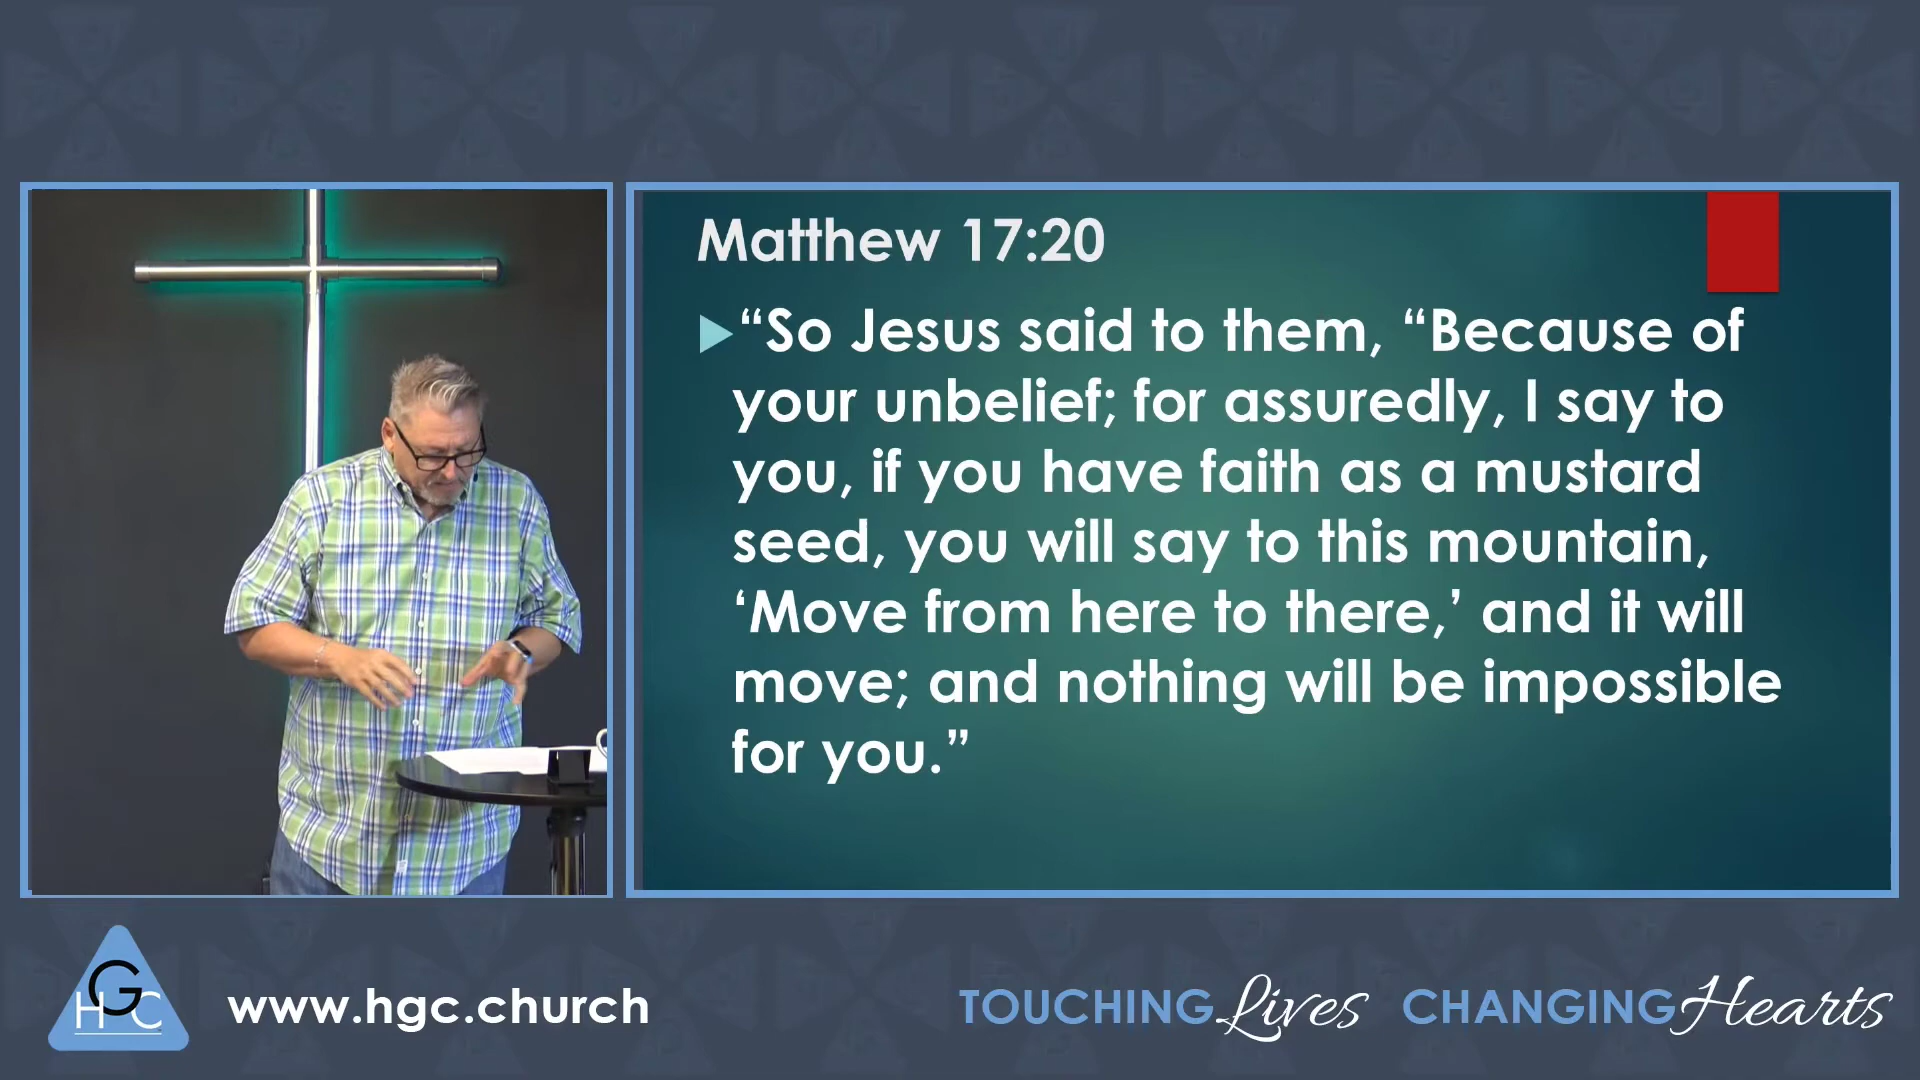 Matthew 17:20
“So Jesus said to them, “Because of
your unbelief; for assuredly, I say to
you, if you have faith as a mustard
seed, you will say to this mountain,
‘Move from here to there,’ and it will
move; and nothing will be impossible
for you.”
HGC
www.hgc.church
TOUCHING Lives CHANGING Hearts